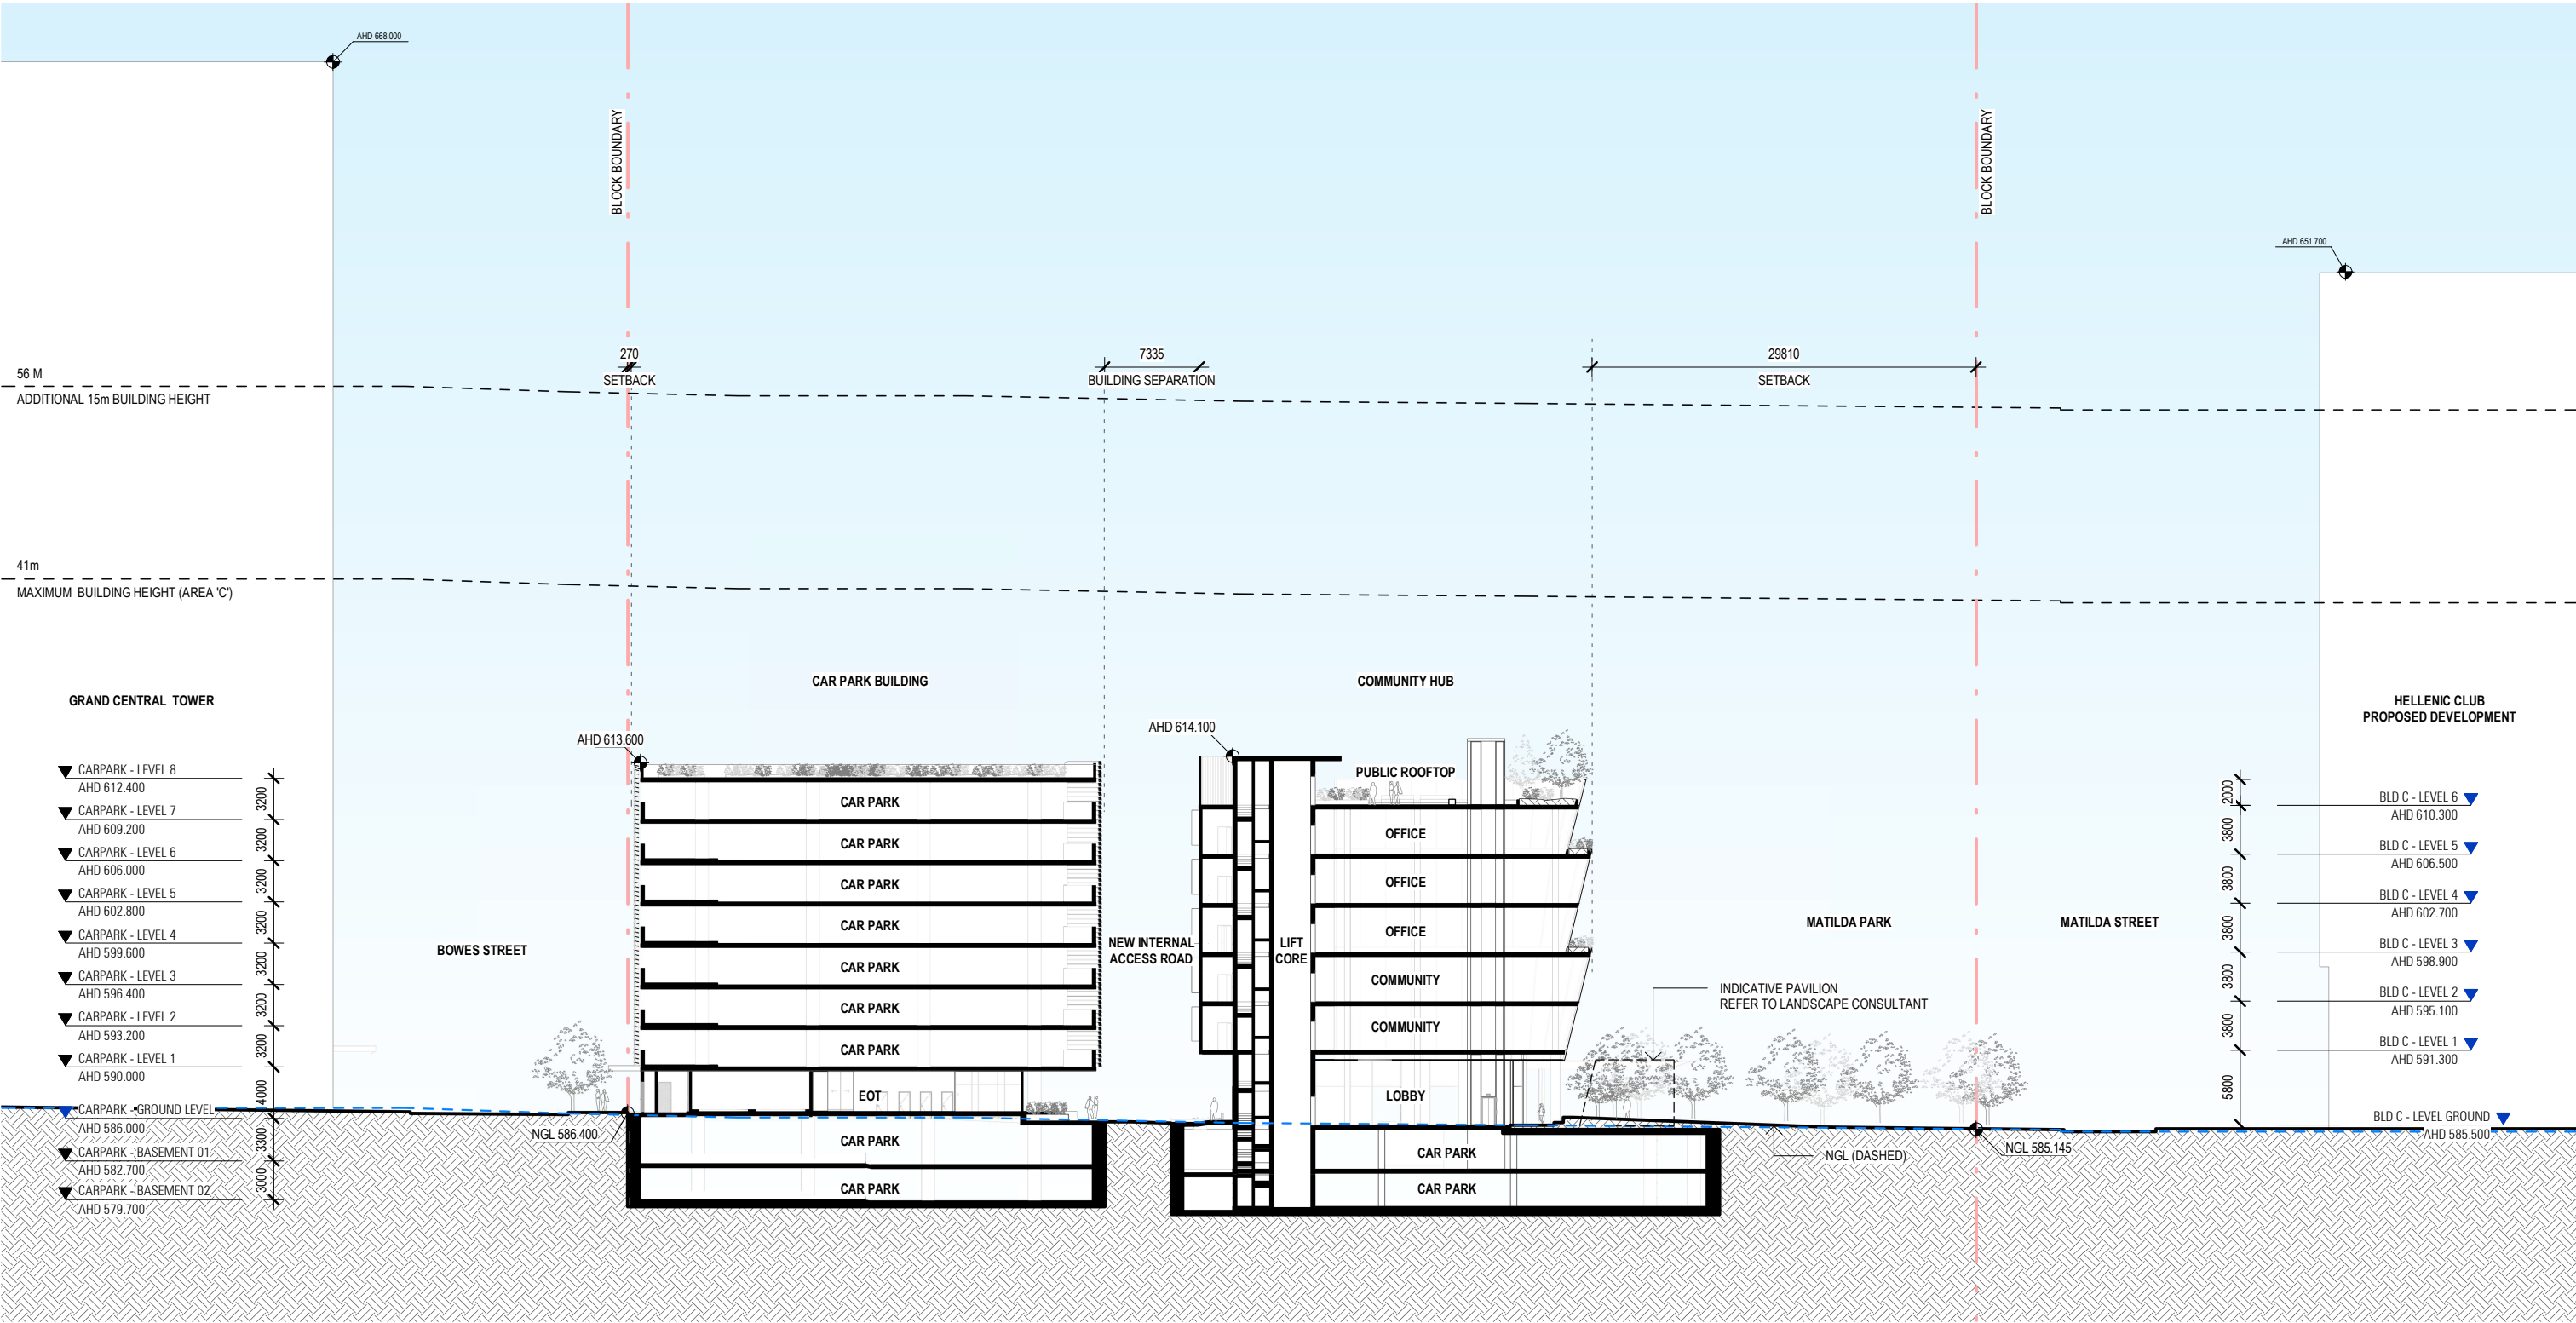 AHD 668.000
BLOCK BOUNDARY
BLOCK BOUNDARY
AHD 651.700
270
SETBACK
7335
BUILDING SEPARATION
29810
SETBACK
56 M
ADDITIONAL 15m BUILDING HEIGHT
41m
MAXIMUM BUILDING HEIGHT (AREA 'C')
GRAND CENTRAL TOWER
CAR PARK BUILDING
COMMUNITY HUB
HELLENIC CLUB
PROPOSED DEVELOPMENT
AHD 613.600
AHD 614.100
CARPARK - LEVEL 8
AHD 612.400
CARPARK - LEVEL 7
AHD 609.200
CARPARK - LEVEL 6
AHD 606.000
CARPARK - LEVEL 5
AHD 602.800
CARPARK - LEVEL 4
AHD 599.600
CARPARK - LEVEL 3
AHD 596.400
CARPARK - LEVEL 2
AHD 593.200
CARPARK - LEVEL 1
AHD 590.000
CARPARK - GROUND LEVEL
AHD 586.000
CARPARK - BASEMENT 01
AHD 582.700
CARPARK - BASEMENT 02
AHD 579.700
3200
3200
3200
3200
3200
3200
3200
4000
3300
3000
BOWES STREET
NGL 586.400
CAR PARK
CAR PARK
CAR PARK
CAR PARK
CAR PARK
CAR PARK
CAR PARK
EOT
CAR PARK
CAR PARK
NEW INTERNAL
ACCESS ROAD
LIFT
CORE
PUBLIC ROOFTOP
OFFICE
OFFICE
OFFICE
COMMUNITY
COMMUNITY
LOBBY
CAR PARK
CAR PARK
INDICATIVE PAVILION
REFER TO LANDSCAPE CONSULTANT
MATILDA PARK
MATILDA STREET
NGL (DASHED)
NGL 585.145
2000
3800
3800
3800
3800
3800
5800
BLD C - LEVEL 6
AHD 610.300
BLD C - LEVEL 5
AHD 606.500
BLD C - LEVEL 4
AHD 602.700
BLD C - LEVEL 3
AHD 598.900
BLD C - LEVEL 2
AHD 595.100
BLD C - LEVEL 1
AHD 591.300
BLD C - LEVEL GROUND
AHD 585.500